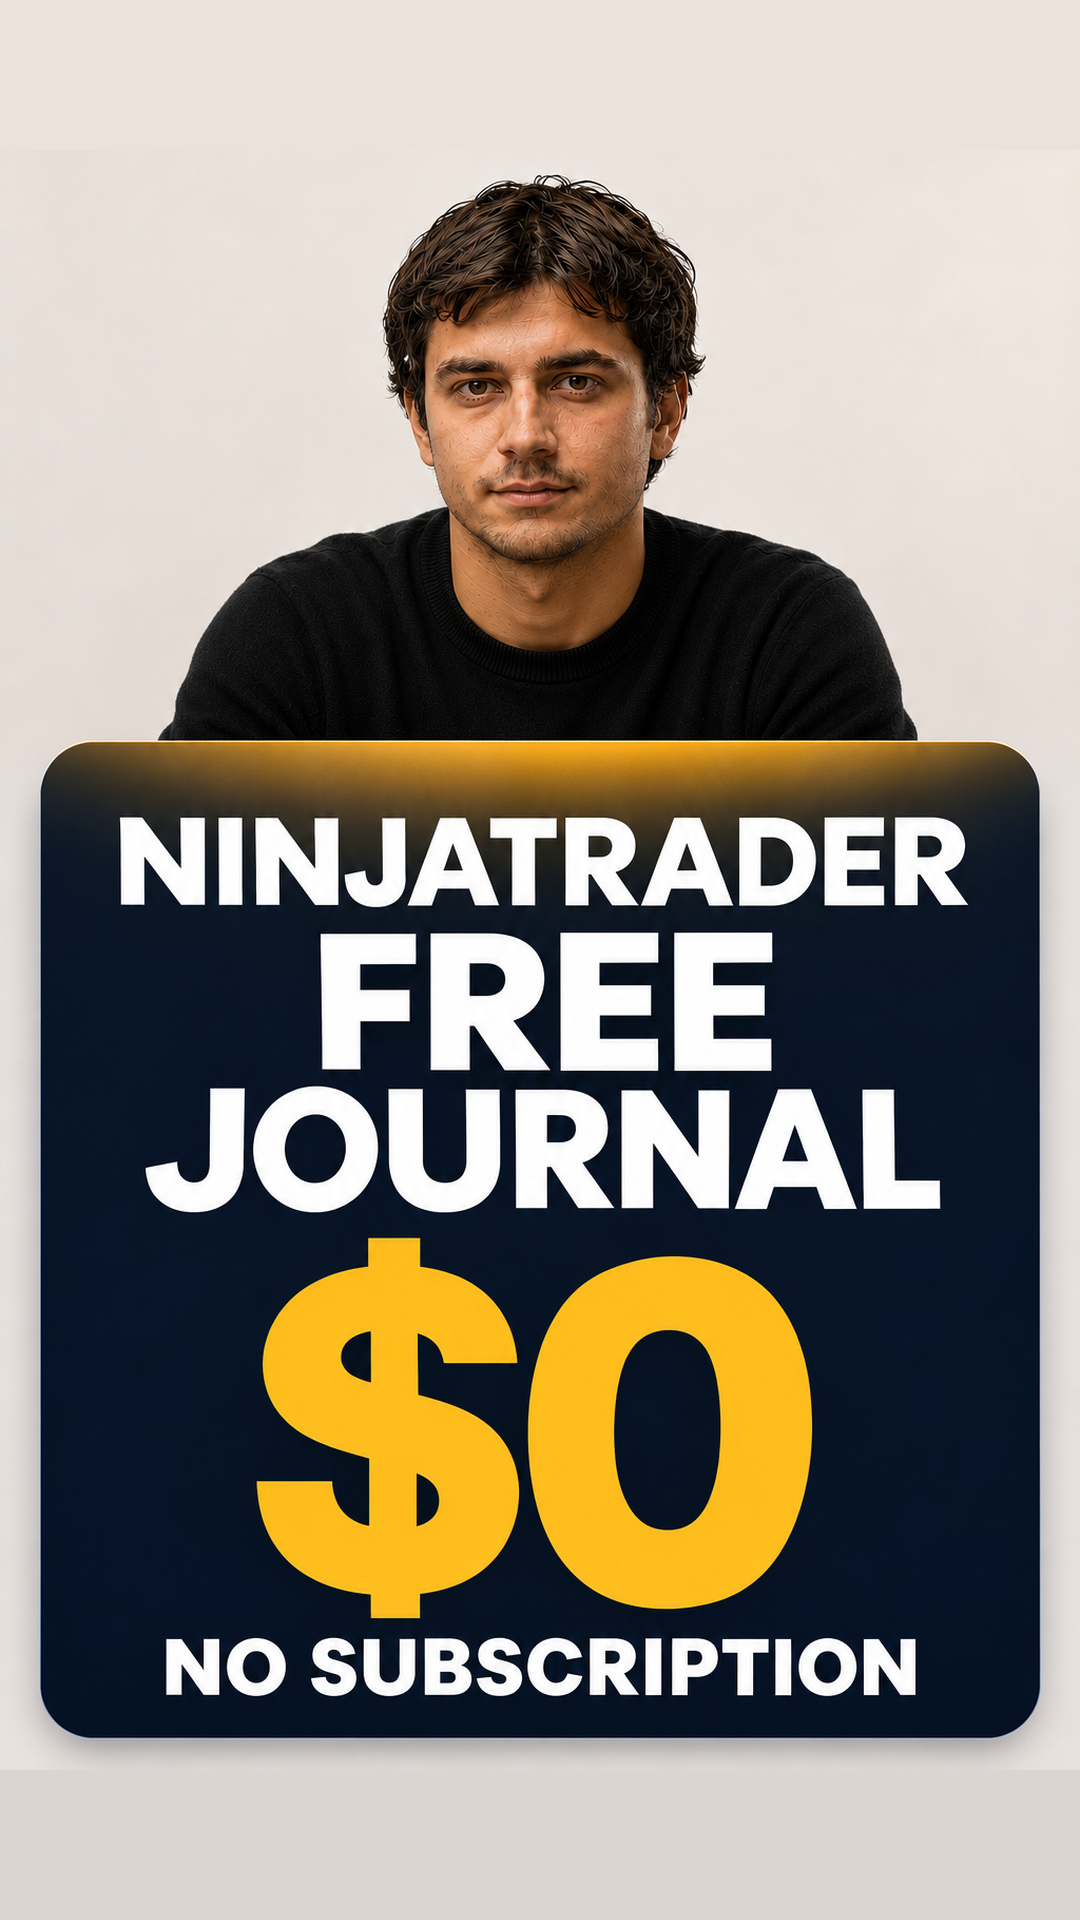 NINJATRADER
FREE
JOURNAL
$0
NO SUBSCRIPTION